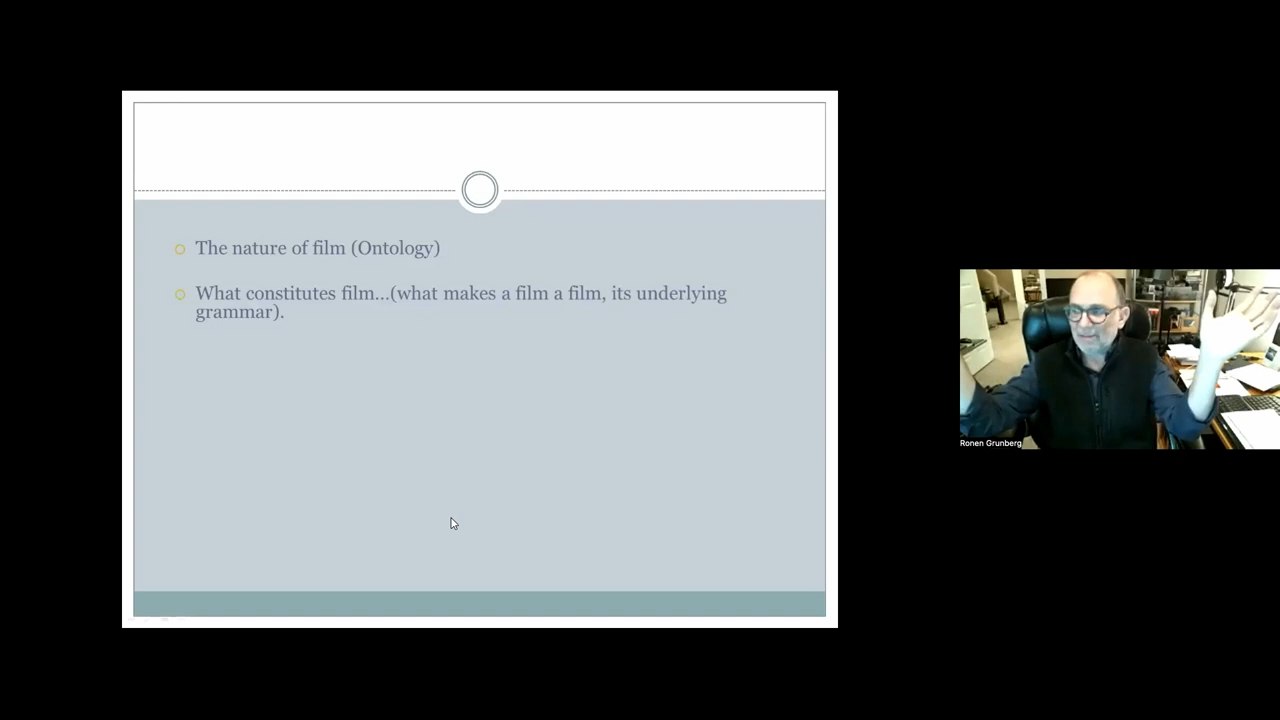 The nature of film (Ontology)
What constitutes film...(what makes a film a film, its underlying
grammar).
Ronen Grunberg